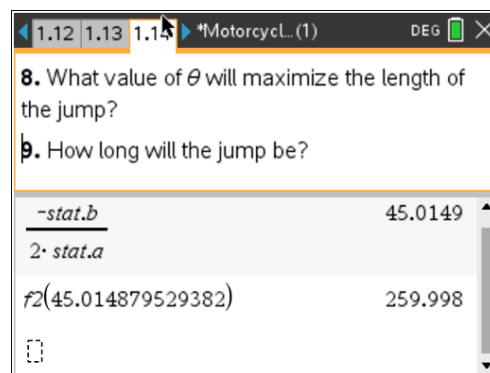 1.12 1.13 1.14 *Motorcycl...(1) DEG
8. What value of θ will maximize the length of
the jump?
9. How long will the jump be?
-stat.b
2· stat.a
45.0149
f2(45.014879529382) 259.998